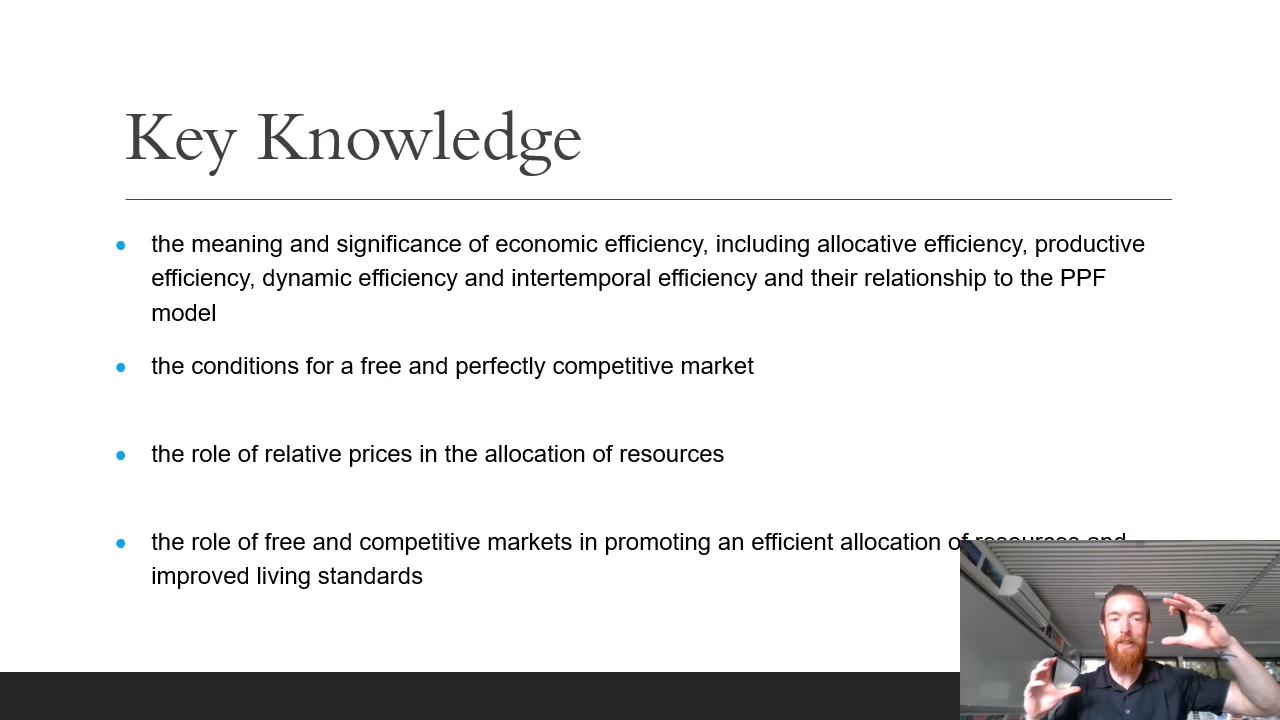 Key Knowledge
the meaning and significance of economic efficiency, including allocative efficiency, productive
efficiency, dynamic efficiency and intertemporal efficiency and their relationship to the PPF
model
the conditions for a free and perfectly competitive market
the role of relative prices in the allocation of resources
the role of free and competitive markets in promoting an efficient allocation of resources and
improved living standards